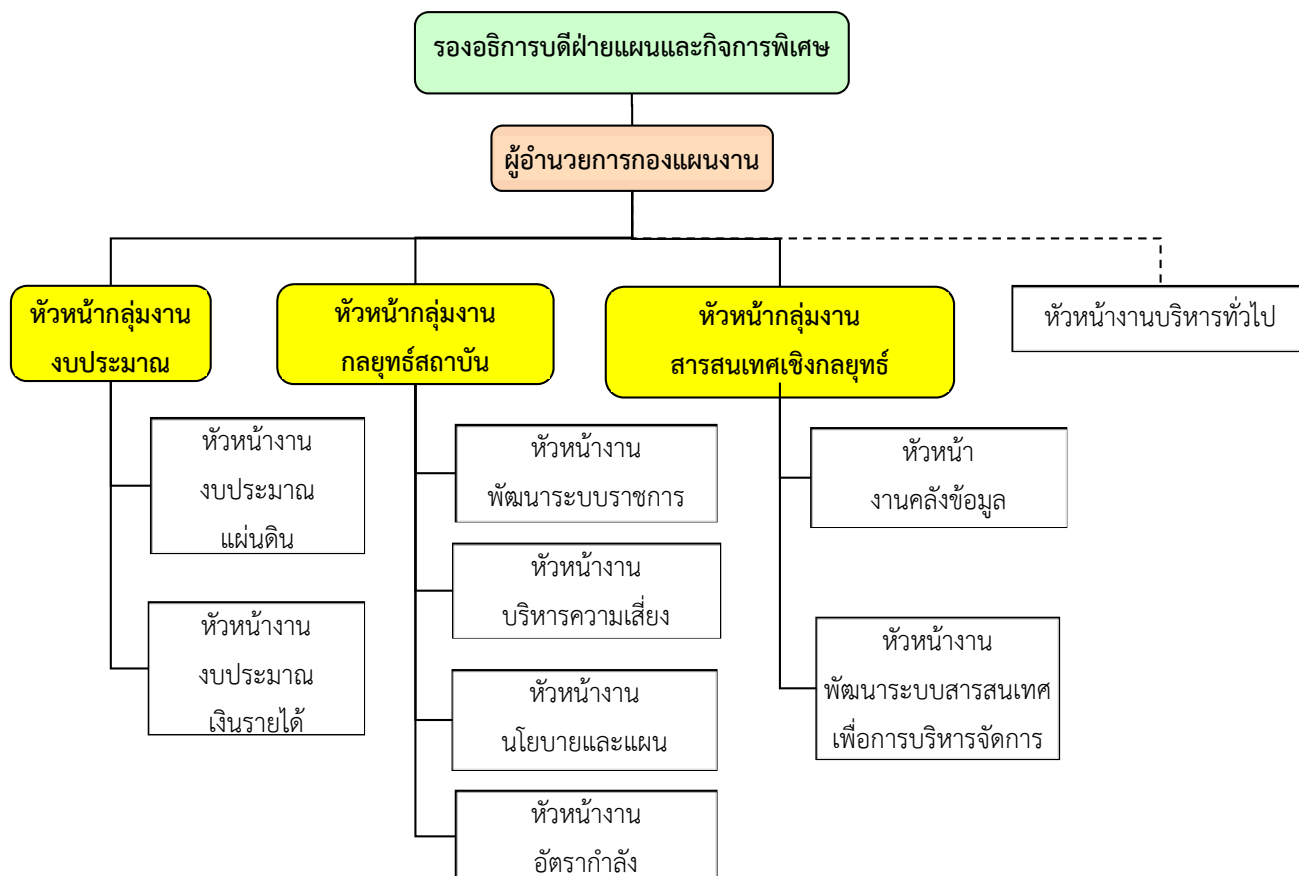 รองอธิการบดีฝ่ายแผนและกิจการพิเศษ
ผู้อำนวยการกองแผนงาน
หัวหน้ากลุ่มงาน
งบประมาณ
หัวหน้ากลุ่มงาน
กลยุทธ์สถาบัน
หัวหน้ากลุ่มงาน
สารสนเทศเชิงกลยุทธ์
หัวหน้างานบริหารทั่วไป
หัวหน้างาน
งบประมาณ
แผ่นดิน
หัวหน้างาน
งบประมาณ
เงินรายได้
หัวหน้างาน
พัฒนาระบบราชการ
หัวหน้างาน
บริหารความเสี่ยง
หัวหน้างาน
นโยบายและแผน
หัวหน้างาน
อัตรากำลัง
หัวหน้า
งานคลังข้อมูล
หัวหน้างาน
พัฒนาระบบสารสนเทศ
เพื่อการบริหารจัดการ